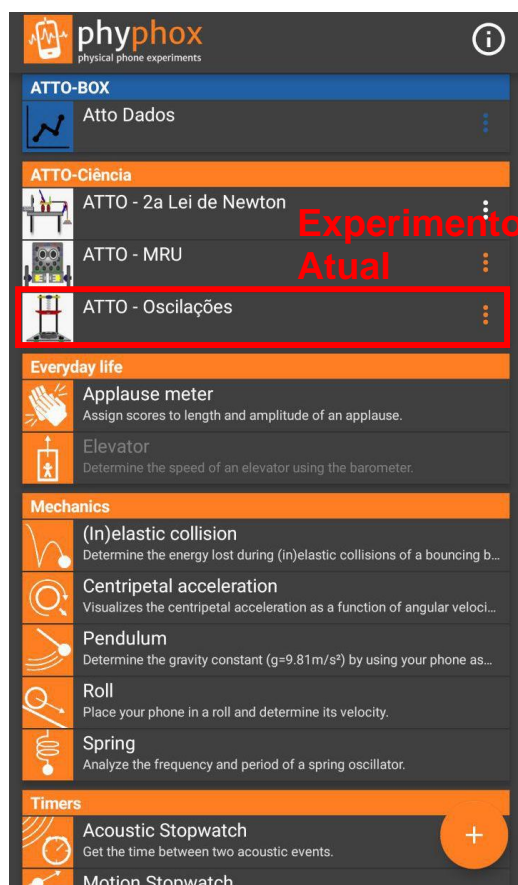 phyphox
physical phone experiments
ATTO-BOX
Atto Dados
ATTO-Ciência
ATTO - 2a Lei de Newton
Experimento
Atual
ATTO - MRU
ATTO - Oscilações
Everyday life
Applause meter
Assign scores to length and amplitude of an applause.
Elevator
Determine the speed of an elevator using the barometer.
Mechanics
(In)elastic collision
Determine the energy lost during (in)elastic collisions of a bouncing b...
Centripetal acceleration
Visualizes the centripetal acceleration as a function of angular veloci...
Pendulum
Determine the gravity constant (g=9.81m/s²) by using your phone as...
Roll
Place your phone in a roll and determine its velocity.
Spring
Analyze the frequency and period of a spring oscillator.
Timers
Acoustic Stopwatch
Get the time between two acoustic events.
Motion Stopwatch